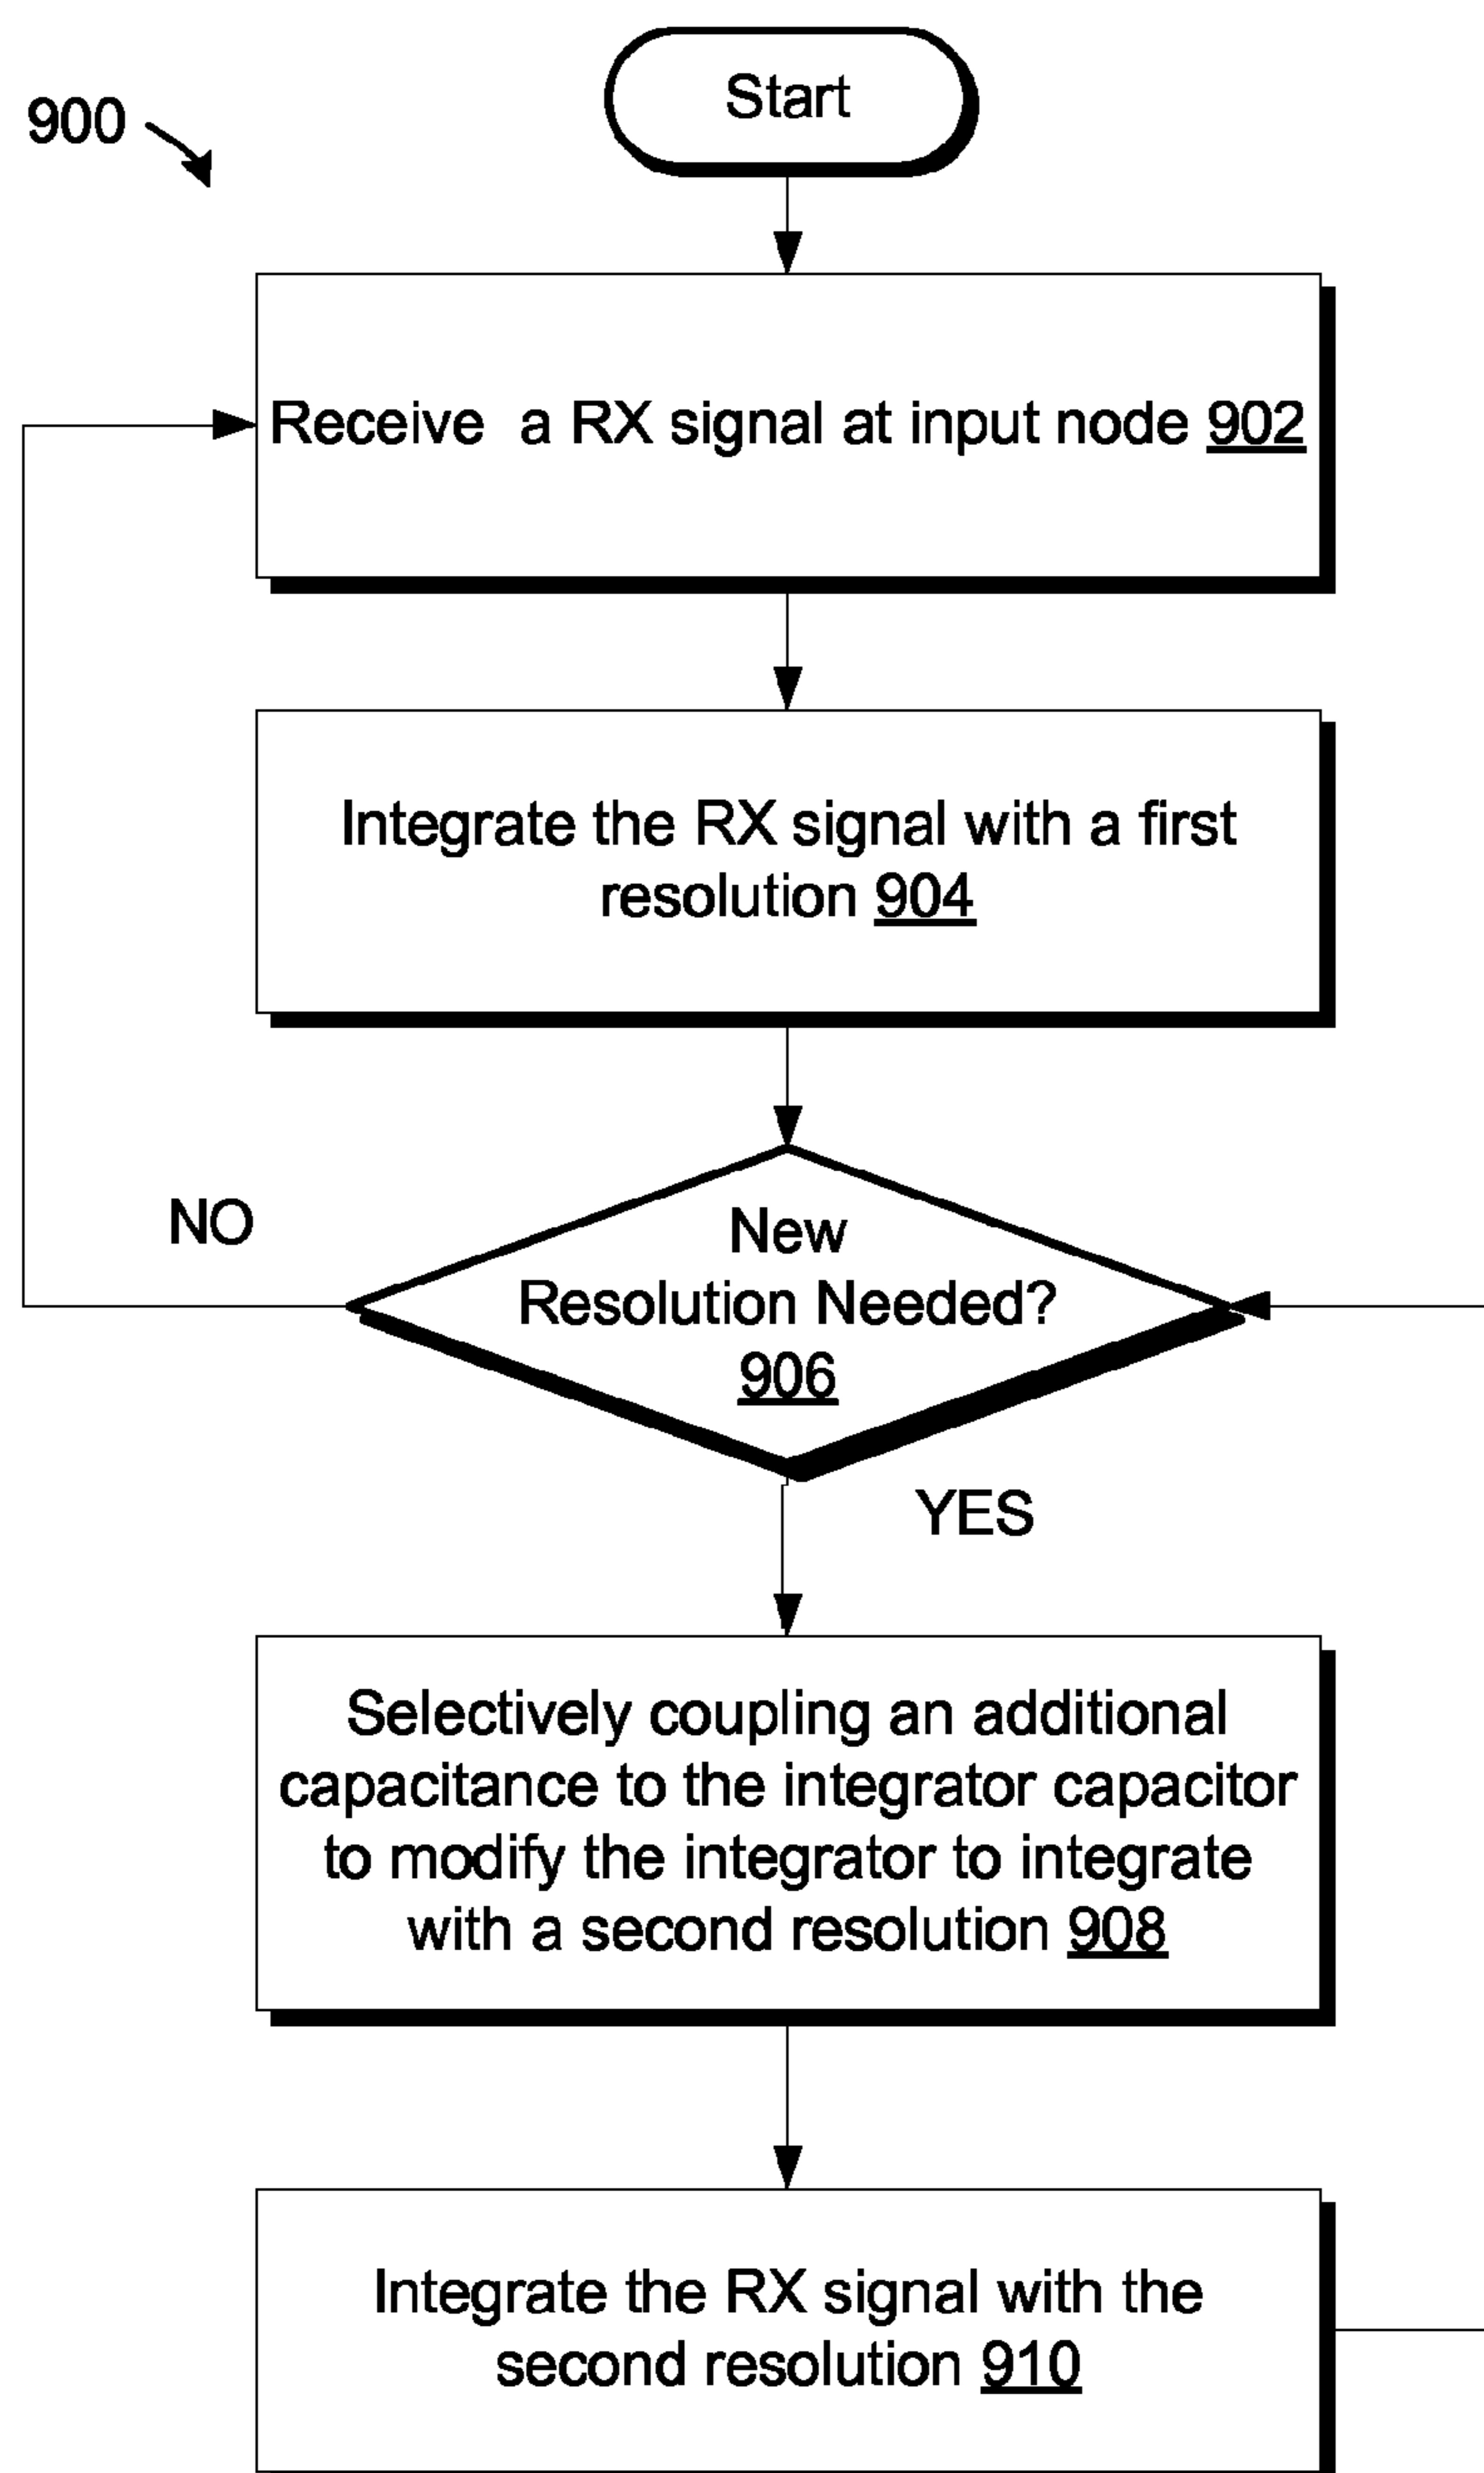 Start
900
Receive a RX signal at input node 902
Integrate the RX signal with a first
resolution 904
New
Resolution Needed?
906
NO
YES
Selectively coupling an additional
capacitance to the integrator capacitor
to modify the integrator to integrate
with a second resolution 908
Integrate the RX signal with the
second resolution 910